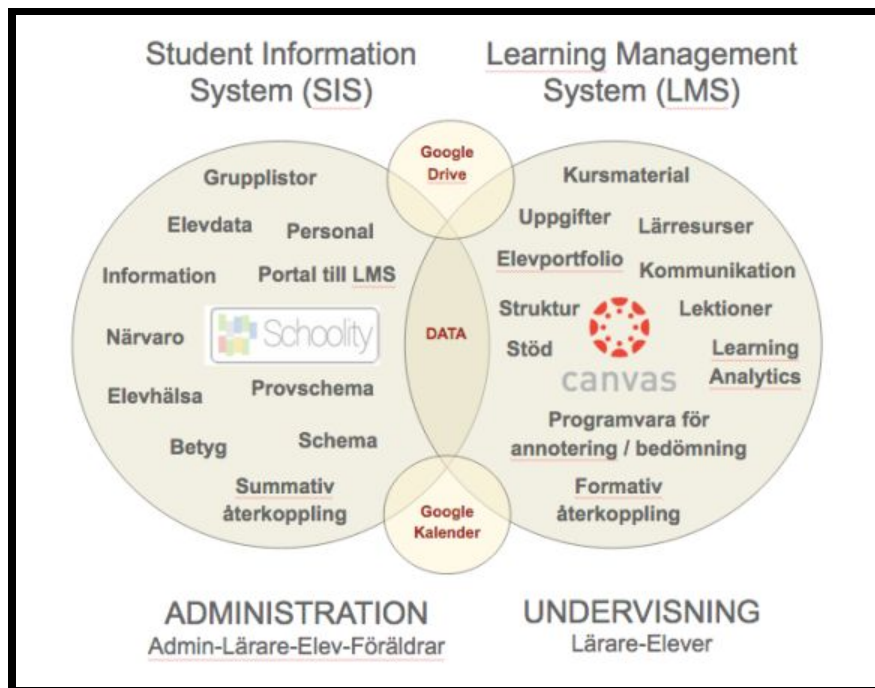 Student Information
System (SIS)
Learning Management
System (LMS)
Google
Drive
Grupplistor
Elevdata
Personal
Information
Portal till LMS
Närvaro
Schoolity
Elevhälsa
Provschema
Betyg
Schema
Summativ
återkoppling
DATA
Google
Kalender
Kursmaterial
Uppgifter
Lärresurser
Elevportfolio
Kommunikation
Struktur
Lektioner
Stöd
canvas
Learning
Analytics
Programvara för
annotering / bedömning
Formativ
återkoppling
ADMINISTRATION
Admin-Lärare-Elev-Föräldrar
UNDERVISNING
Lärare-Elever